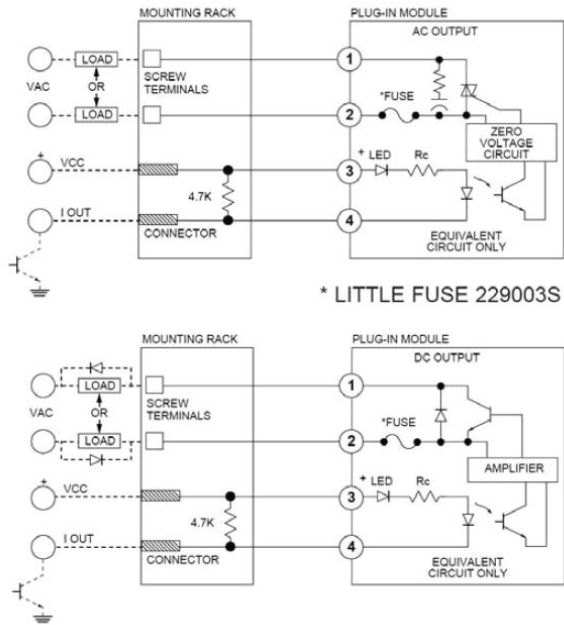 MOUNTING RACK
PLUG-IN MODULE
AC OUTPUT
1
LOAD
VAC
OR
SCREW
TERMINALS
LOAD
2
*FUSE
ZERO
VOLTAGE
CIRCUIT
+
VCC
3
+ LED
Rc
4.7K
I OUT
CONNECTOR
4
EQUIVALENT
CIRCUIT ONLY
* LITTLE FUSE 229003S
MOUNTING RACK
PLUG-IN MODULE
DC OUTPUT
1
LOAD
VAC
OR
SCREW
TERMINALS
LOAD
2
*FUSE
AMPLIFIER
+
VCC
3
+ LED
Rc
4.7K
I OUT
CONNECTOR
4
EQUIVALENT
CIRCUIT ONLY